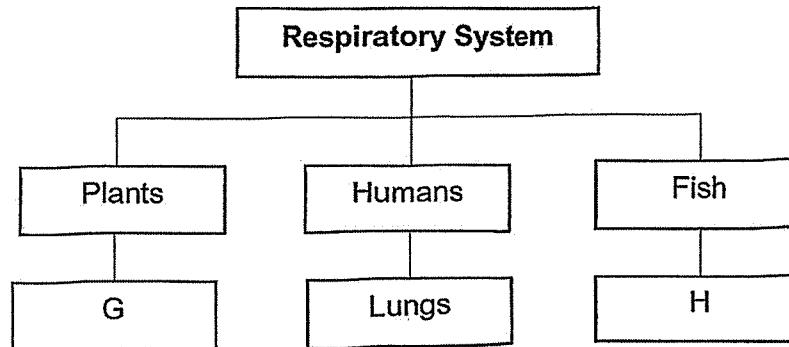 Respiratory System
Plants
Humans
Fish
G
Lungs
H